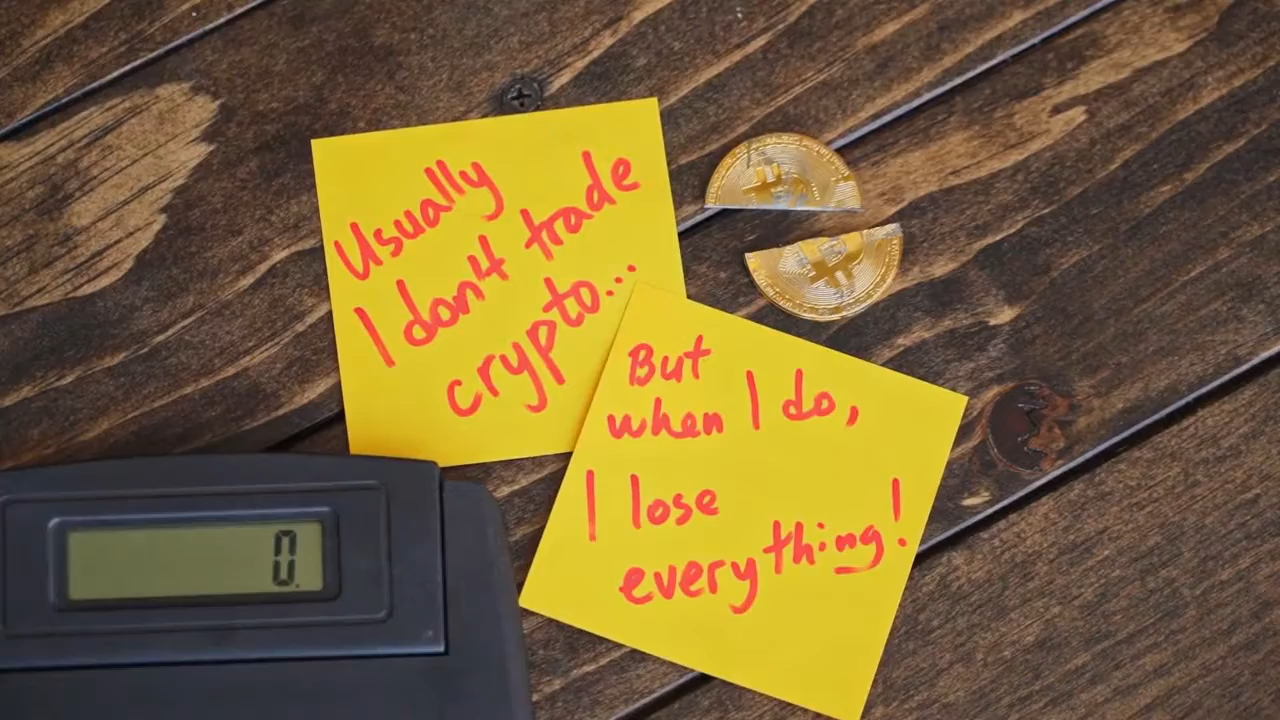 Usually
I don't trade
crypto...
But
when I do,
I lose
everything!
0.